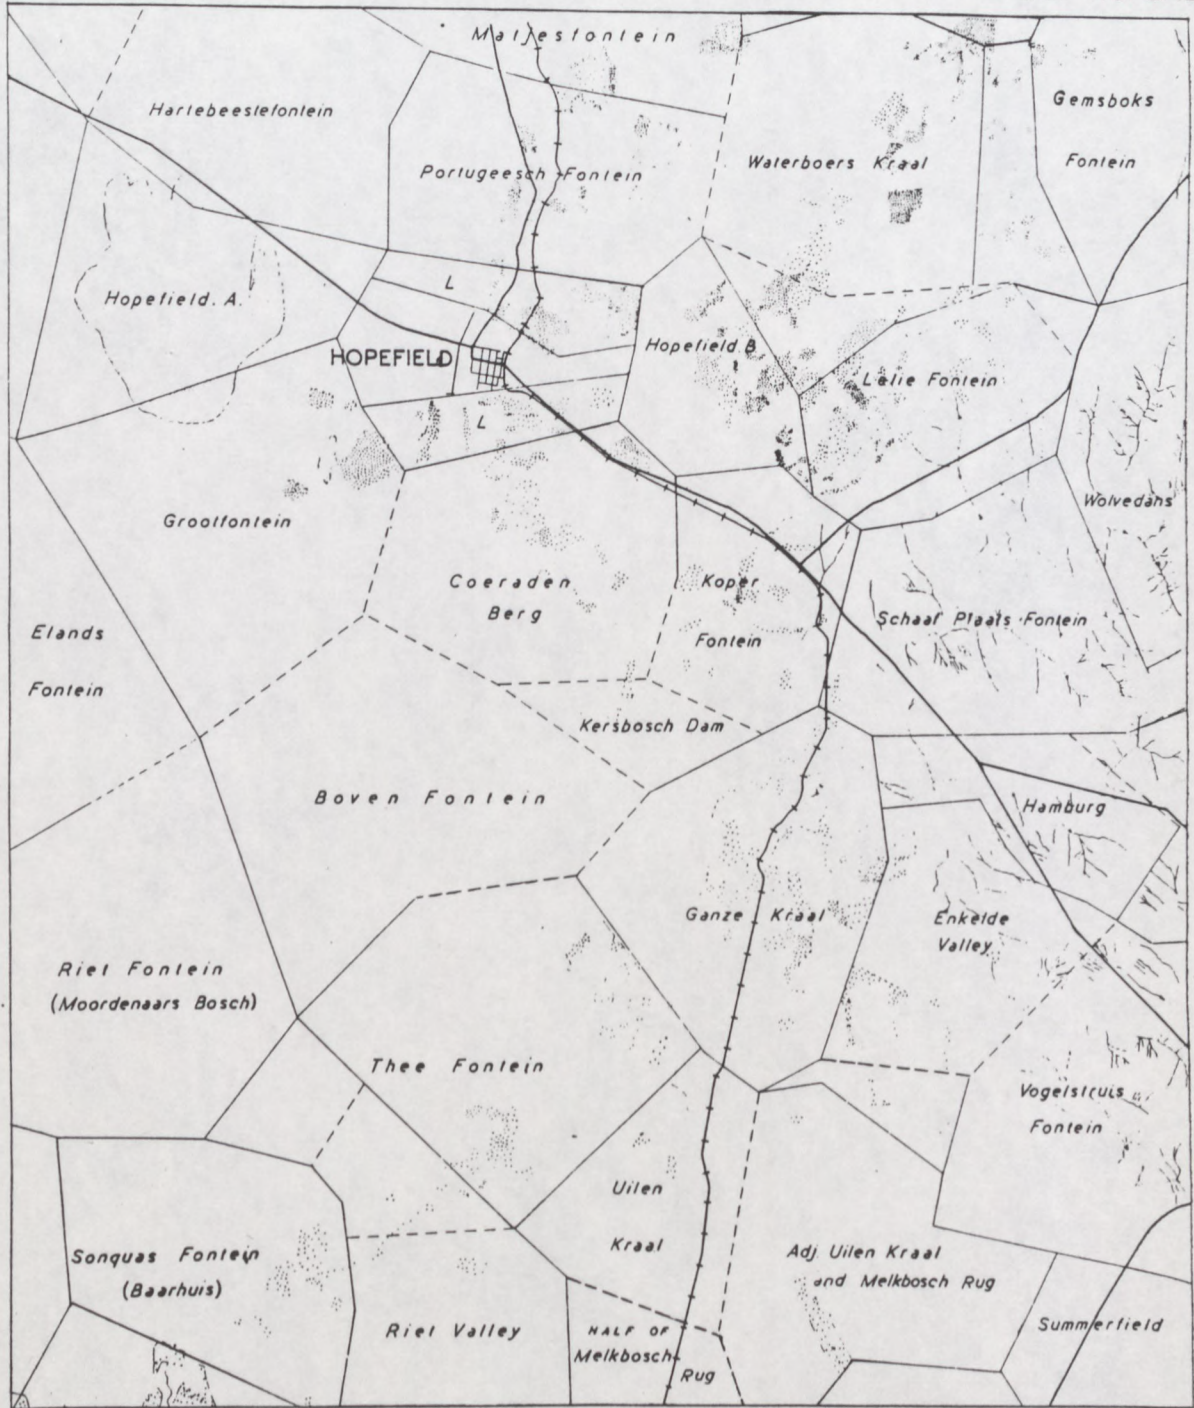 Matjesfontein
Hartebeestefontein
Gemsboks
Fontein
Portugeesch Fontein
Waterboers Kraal
Hopefield. A.
L
HOPEFIELD
Hopefield B
Lelie Fontein
L
Grootfontein
Wolvedans
Coeraden
Berg
Koper
Fontein
Schaaf Plaats Fontein
Elands
Fontein
Kersbosch Dam
Boven Fontein
Hamburg
Ganze Kraal
Enkelde
Valley
Riet Fontein
(Moordenaars Bosch)
Thee Fontein
Vogelstruis
Fontein
Uilen
Kraal
Sonquas Fontein
(Baarhuis)
Adj. Uilen Kraal
and Melkbosch Rug
Riet Valley
HALF OF
Melkbosch
Rug
Summerfield